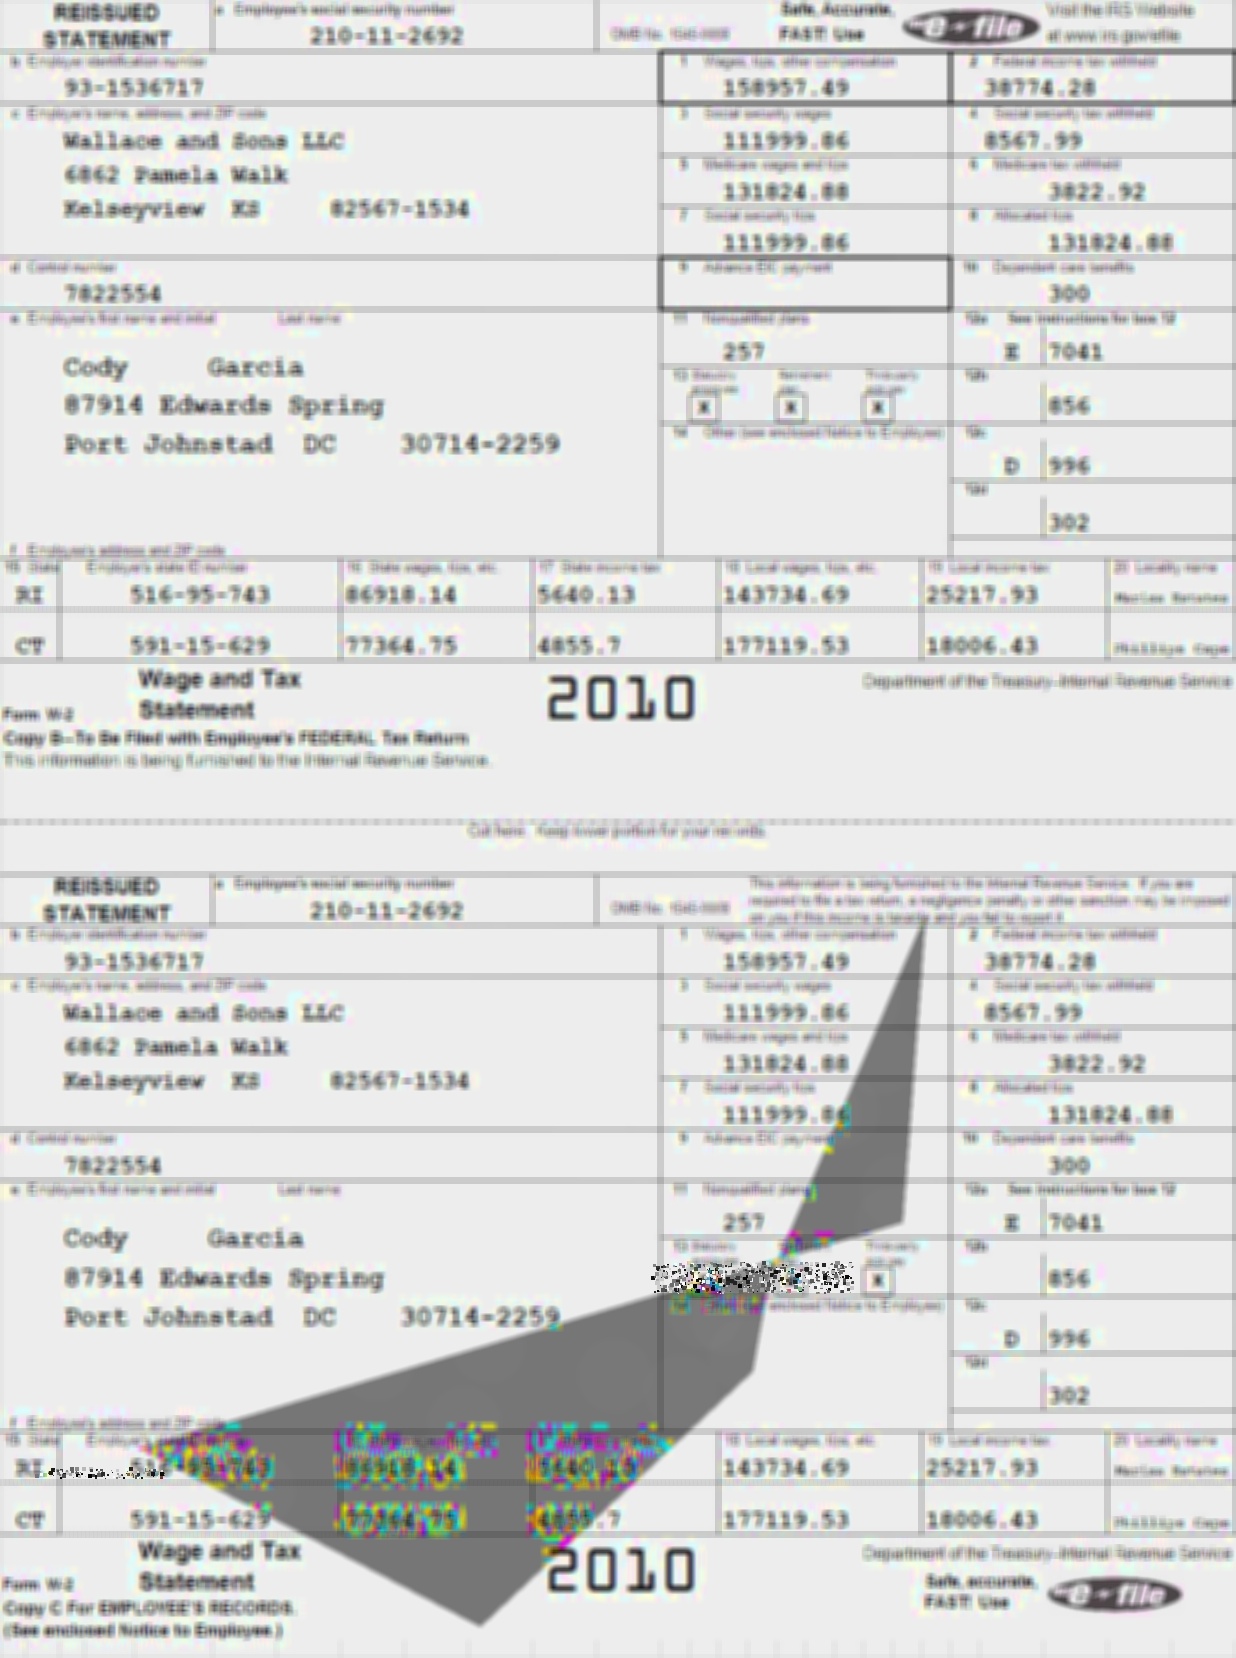 REISSUED STATEMENT
a Employee's social security number
210-11-2692
OMB No. 1545-0008
Safe, Accurate, FAST! Use
e-file
Visit the IRS Website at www.irs.gov/efile
b Employer identification number
93-1536717
1 Wages, tips, other compensation
158957.49
2 Federal income tax withheld
38774.28
c Employer's name, address, and ZIP code
Wallace and Sons LLC
6862 Pamela Walk
Kelseyview KS 82567-1534
3 Social security wages
111999.86
4 Social security tax withheld
8567.99
5 Medicare wages and tips
131824.88
6 Medicare tax withheld
3822.92
7 Social security tips
111999.86
8 Allocated tips
131824.88
d Control number
7822554
9 Advance EIC payment
10 Dependent care benefits
300
e Employee's first name and initial Last name
Cody Garcia
87914 Edwards Spring
Port Johnstad DC 30714-2259
11 Nonqualified plans
257
12a See instructions for box 12
E 7041
13 Statutory employee Retirement plan Third-party sick pay
X X X
12b
856
14 Other (see enclosed Notice to Employee)
12c
D 996
12d
302
f Employee's address and ZIP code
15 State Employer's state ID number 16 State wages, tips, etc. 17 State income tax 18 Local wages, tips, etc. 19 Local income tax 20 Locality name
RI 516-95-743 86918.14 5640.13 143734.69 25217.93
CT 591-15-629 77364.75 4855.7 177119.53 18006.43
Form W-2
Wage and Tax Statement
2010
Department of the Treasury-Internal Revenue Service
Copy B-To Be Filed with Employee's FEDERAL Tax Return
This information is being furnished to the Internal Revenue Service.
Cut here. Keep lower portion for your records.
REISSUED STATEMENT
a Employee's social security number
210-11-2692
OMB No. 1545-0008
This information is being furnished to the Internal Revenue Service. If you are
required to file a tax return, a negligence penalty or other sanction may be imposed
on you if this income is taxable and you fail to report it.
b Employer identification number
93-1536717
1 Wages, tips, other compensation
158957.49
2 Federal income tax withheld
38774.28
c Employer's name, address, and ZIP code
Wallace and Sons LLC
6862 Pamela Walk
Kelseyview KS 82567-1534
3 Social security wages
111999.86
4 Social security tax withheld
8567.99
5 Medicare wages and tips
131824.88
6 Medicare tax withheld
3822.92
7 Social security tips
111999.86
8 Allocated tips
131824.88
d Control number
7822554
9 Advance EIC payment
10 Dependent care benefits
300
e Employee's first name and initial Last name
Cody Garcia
87914 Edwards Spring
Port Johnstad DC 30714-2259
11 Nonqualified plans
257
12a See instructions for box 12
E 7041
13 Statutory Third-party
X
12b
856
enclosed Notice to Employee)
12c
D 996
12d
302
f Employee's address and ZIP code
15 State 18 Local wages, tips, etc. 19 Local income tax 20 Locality name
RI 516-95-743 86918.14 5640.13 143734.69 25217.93
CT 591-15-629 77364.75 4855.7 177119.53 18006.43
Form W-2
Wage and Tax Statement
2010
Department of the Treasury-Internal Revenue Service
Copy C For EMPLOYEE'S RECORDS.
(See enclosed Notice to Employee.)
Safe, accurate, FAST! Use
e-file